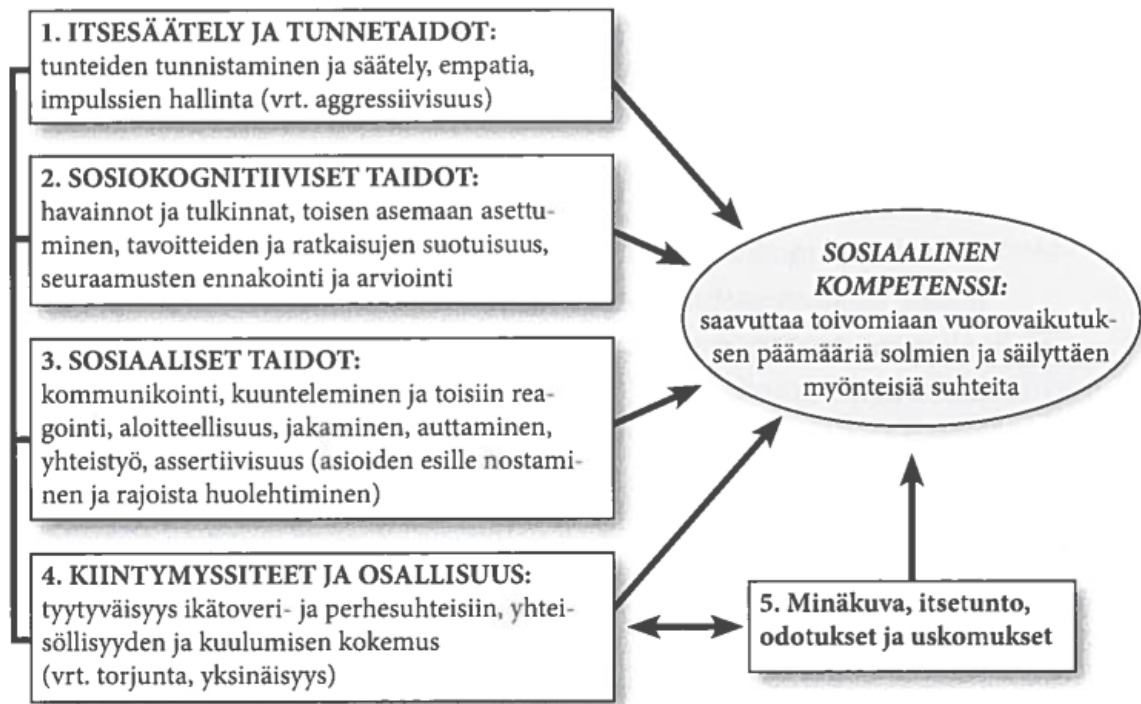 1. ITSESÄÄTELY JA TUNNETAIDOT:
tunteiden tunnistaminen ja säätely, empatia,
impulssien hallinta (vrt. aggressiivisuus)
2. SOSIOKOGNITIIVISET TAIDOT:
havainnot ja tulkinnat, toisen asemaan asettu-
minen, tavoitteiden ja ratkaisujen suotuisuus,
seuraamusten ennakointi ja arviointi
3. SOSIAALISET TAIDOT:
kommunikointi, kuunteleminen ja toisiin rea-
gointi, aloitteellisuus, jakaminen, auttaminen,
yhteistyö, assertiivisuus (asioiden esille nostami-
nen ja rajoista huolehtiminen)
4. KIINTYMYSSITEET JA OSALLISUUS:
tyytyväisyys ikätoveri- ja perhesuhteisiin, yhtei-
söllisyyden ja kuulumisen kokemus
(vrt. torjunta, yksinäisyys)
SOSIAALINEN
KOMPETENSSI:
saavuttaa toivomiaan vuorovaikutuk-
sen päämääriä solmien ja säilyttäen
myönteisiä suhteita
5. Minäkuva, itsetunto,
odotukset ja uskomukset